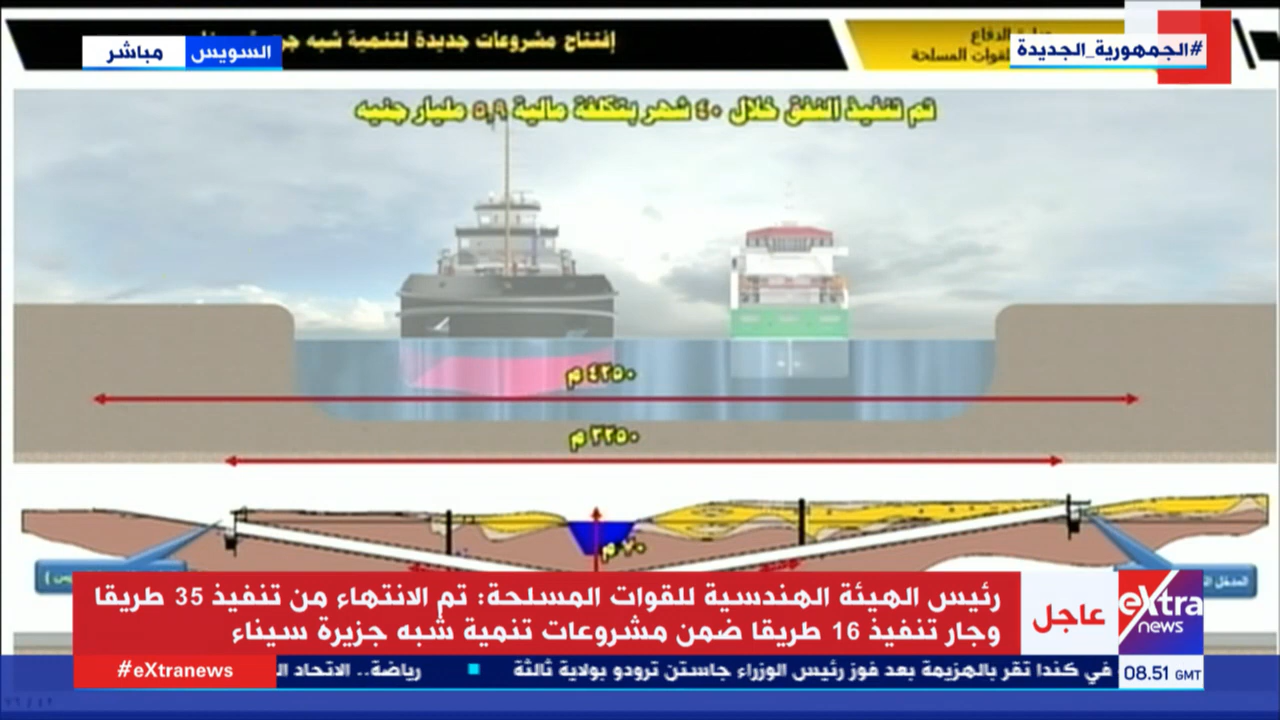 إفتتاح مشروعات جديدة لتنمية شبه
الدفاع
للقوات المسلحة
#الجمهورية_الجديدة
السويس
مباشر
تم تنفيذ النفق خلال ٤٠ شهر بتكلفة مالية ٥,٩ مليار جنيه
٤٢٥٠ م
٣٢٥٠ م
٧٠ م
المدخل
عاجل
رئيس الهيئة الهندسية للقوات المسلحة: تم الانتهاء من تنفيذ 35 طريقا
وجار تنفيذ 16 طريقا ضمن مشروعات تنمية شبه جزيرة سيناء
eXtra
news
#eXtranews
في كندا تقر بالهزيمة بعد فوز رئيس الوزراء جاستن ترودو بولاية ثالثة
رياضة.. الاتحاد
08.51 GMT